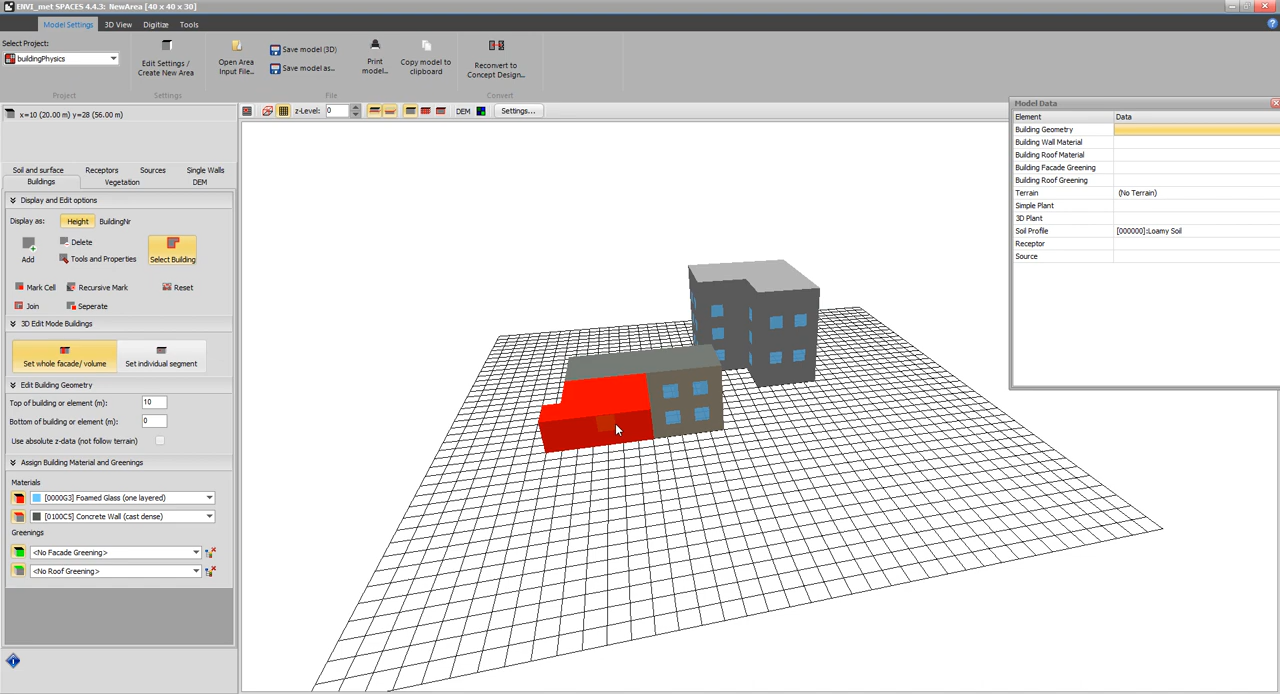 ENVI_met SPACES 4.4.3: NewArea [40 x 40 x 30]
Model Settings 3D View Digitize Tools
Select Project:
buildingPhysics
Edit Settings / Create New Area
Open Area Input File...
Save model (3D)
Save model as...
Print model...
Copy model to clipboard
Reconvert to Concept Design...
Project Settings File Convert
x=10 (20.00 m) y=28 (56.00 m)
z-Level: 0 DEM Settings...
Soil and surface Receptors Sources Single Walls
Buildings Vegetation DEM
Display and Edit options
Display as: Height BuildingNr
Add Delete Tools and Properties Select Building
Mark Cell Recursive Mark Reset
Join Seperate
3D Edit Mode Buildings
Set whole facade/ volume Set individual segment
Edit Building Geometry
Top of building or element (m): 10
Bottom of building or element (m): 0
Use absolute z-data (not follow terrain)
Assign Building Material and Greenings
Materials
[0000G3] Foamed Glass (one layered)
[0100C5] Concrete Wall (cast dense)
Greenings
<No Facade Greening>
<No Roof Greening>
Model Data
Element Data
Building Geometry
Building Wall Material
Building Roof Material
Building Facade Greening
Building Roof Greening
Terrain (No Terrain)
Simple Plant
3D Plant
Soil Profile [000000]:Loamy Soil
Receptor
Source